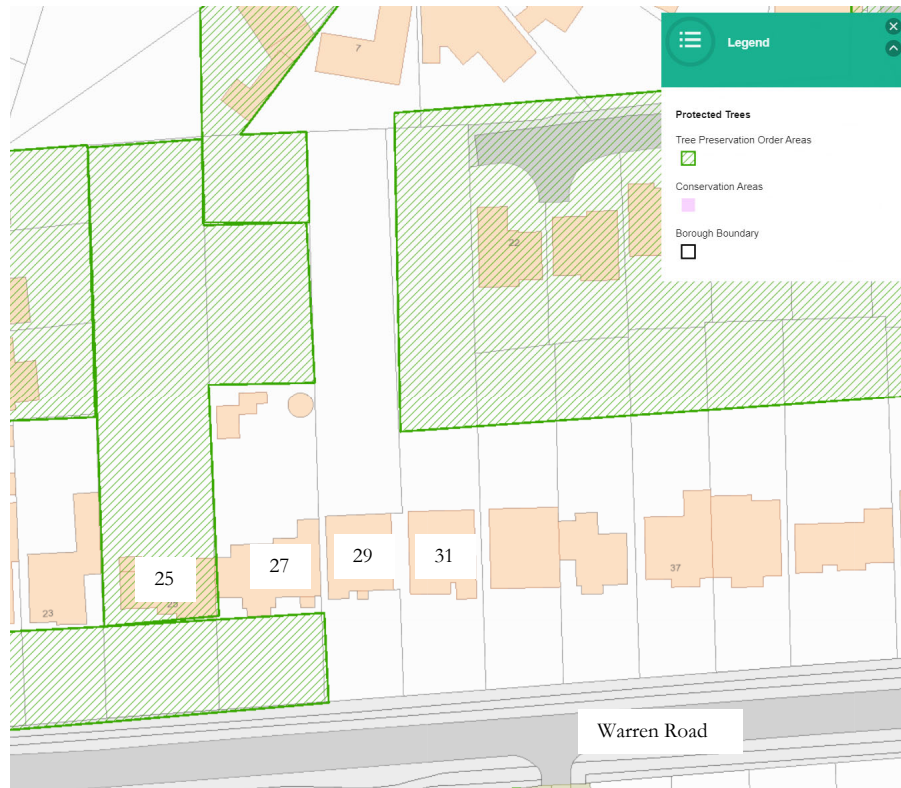 7
Legend
Protected Trees
Tree Preservation Order Areas
Conservation Areas
Borough Boundary
22
25
27
29
31
25
23
37
Warren Road